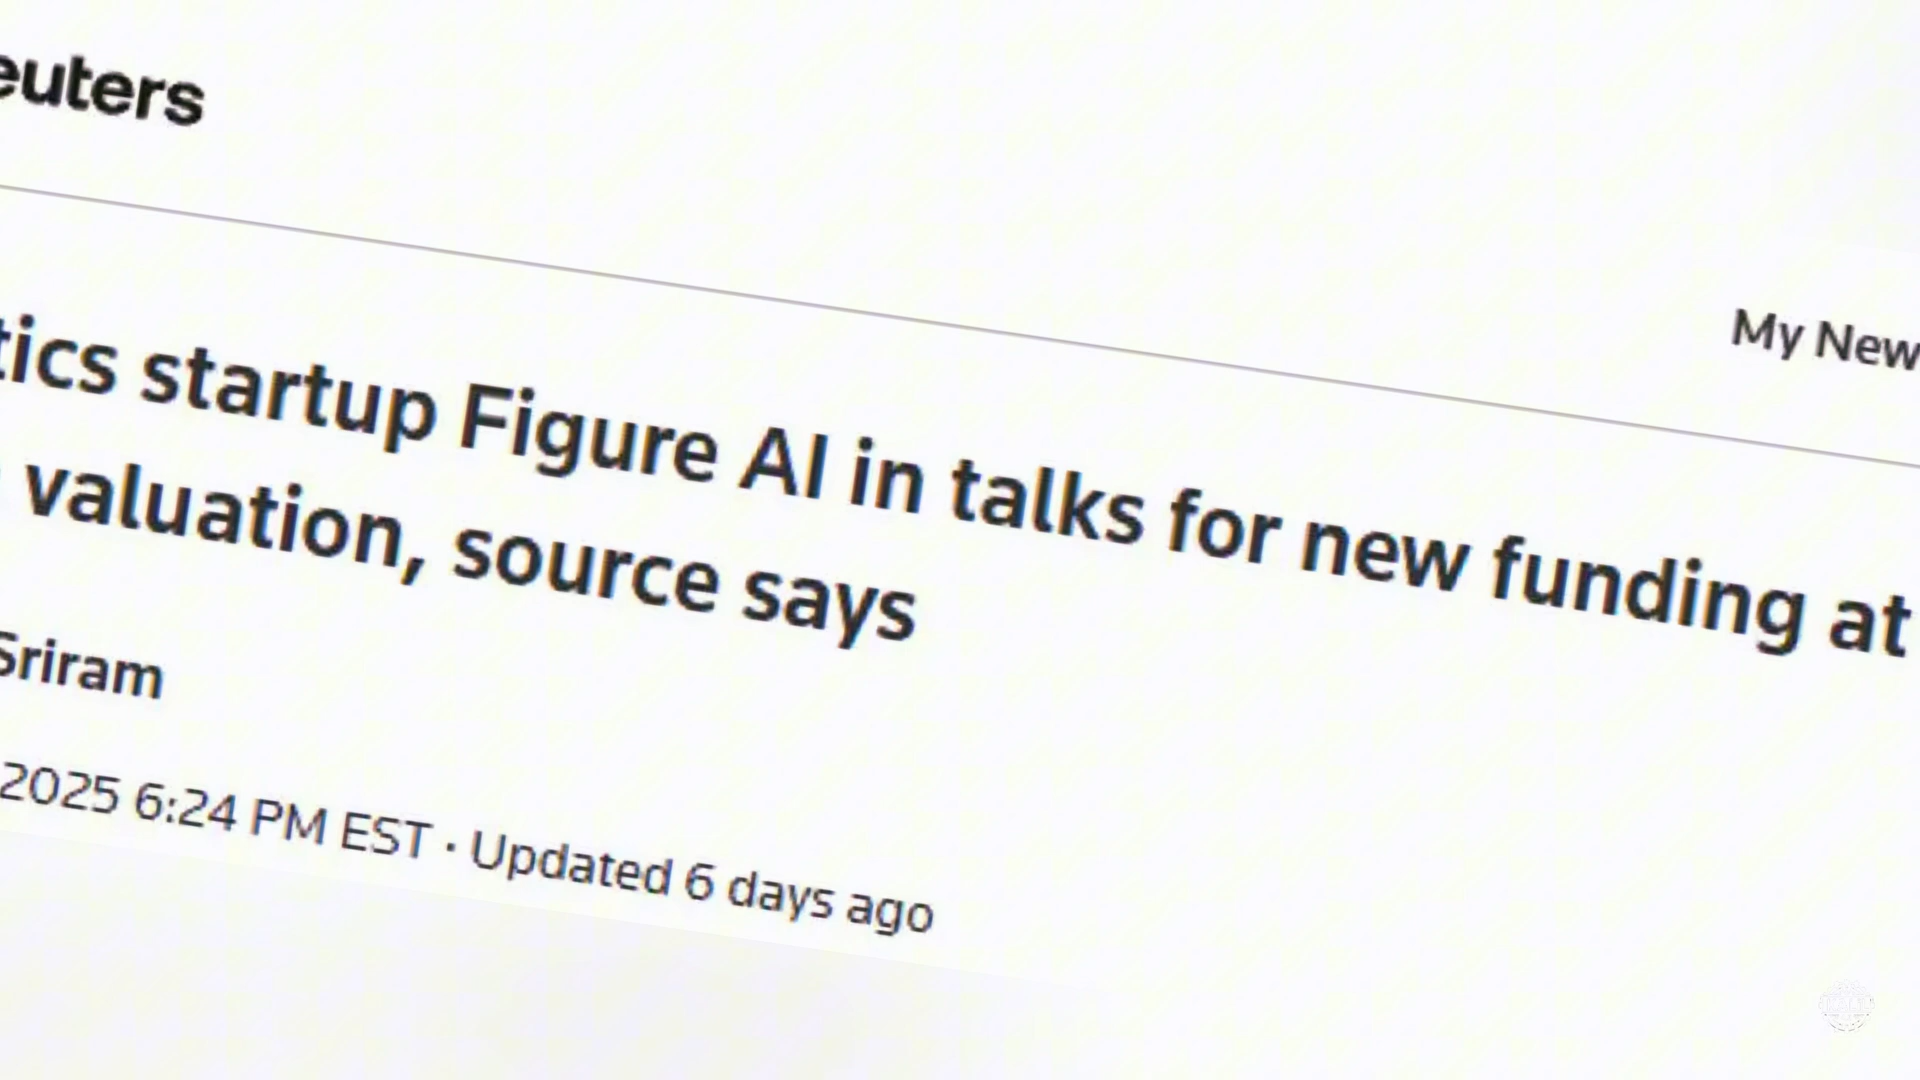 euters
My New
tics startup Figure AI in talks for new funding at
valuation, source says
Sriram
2025 6:24 PM EST · Updated 6 days ago